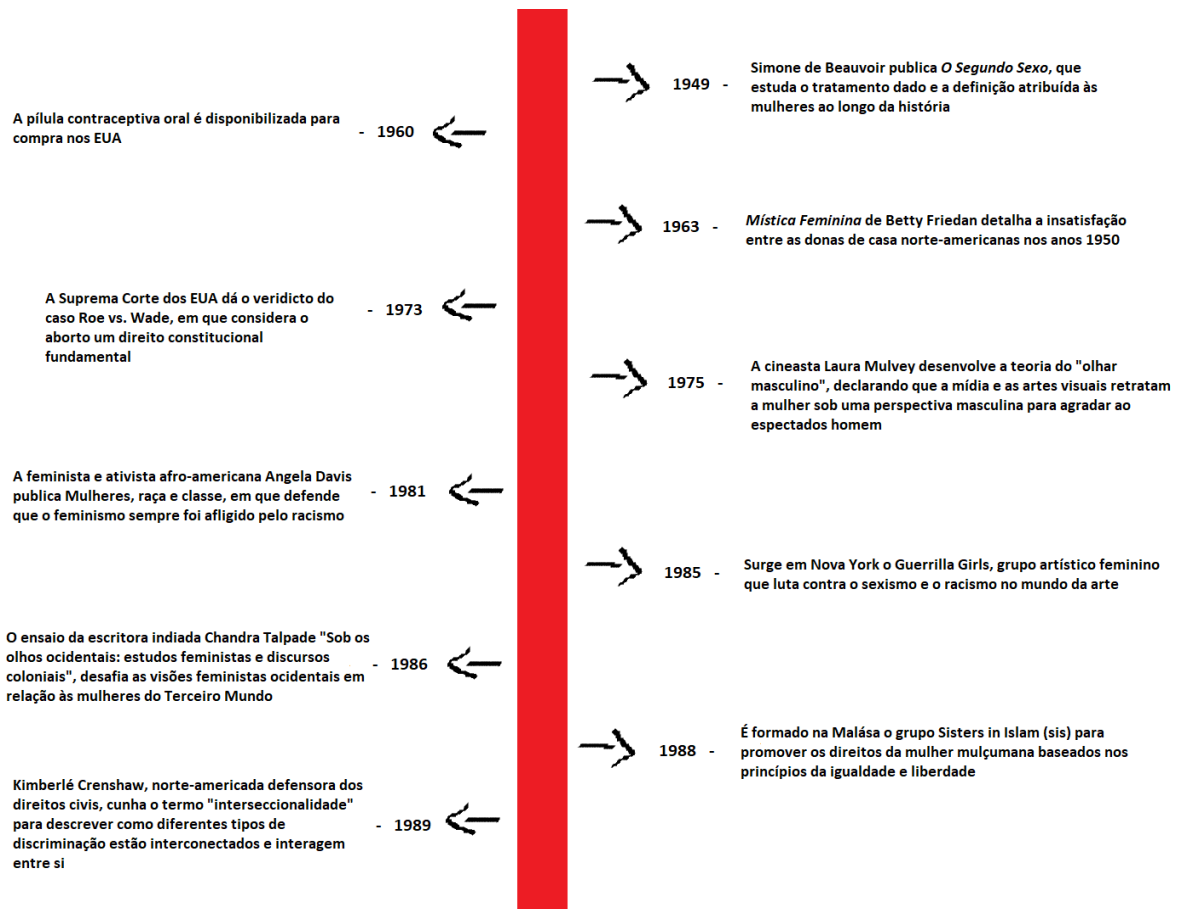 1949 - Simone de Beauvoir publica O Segundo Sexo, que
estuda o tratamento dado e a definição atribuída às
mulheres ao longo da história
A pílula contraceptiva oral é disponibilizada para
compra nos EUA - 1960
1963 - Mística Feminina de Betty Friedan detalha a insatisfação
entre as donas de casa norte-americanas nos anos 1950
A Suprema Corte dos EUA dá o veridicto do
caso Roe vs. Wade, em que considera o - 1973
aborto um direito constitucional
fundamental
A cineasta Laura Mulvey desenvolve a teoria do "olhar
1975 - masculino", declarando que a mídia e as artes visuais retratam
a mulher sob uma perspectiva masculina para agradar ao
espectados homem
A feminista e ativista afro-americana Angela Davis
publica Mulheres, raça e classe, em que defende - 1981
que o feminismo sempre foi afligido pelo racismo
1985 - Surge em Nova York o Guerrilla Girls, grupo artístico feminino
que luta contra o sexismo e o racismo no mundo da arte
O ensaio da escritora indiada Chandra Talpade "Sob os
olhos ocidentais: estudos feministas e discursos
coloniais", desafia as visões feministas ocidentais em - 1986
relação às mulheres do Terceiro Mundo
É formado na Malása o grupo Sisters in Islam (sis) para
1988 - promover os direitos da mulher mulçumana baseados nos
princípios da igualdade e liberdade
Kimberlé Crenshaw, norte-americada defensora dos
direitos civis, cunha o termo "interseccionalidade"
para descrever como diferentes tipos de - 1989
discriminação estão interconectados e interagem
entre si